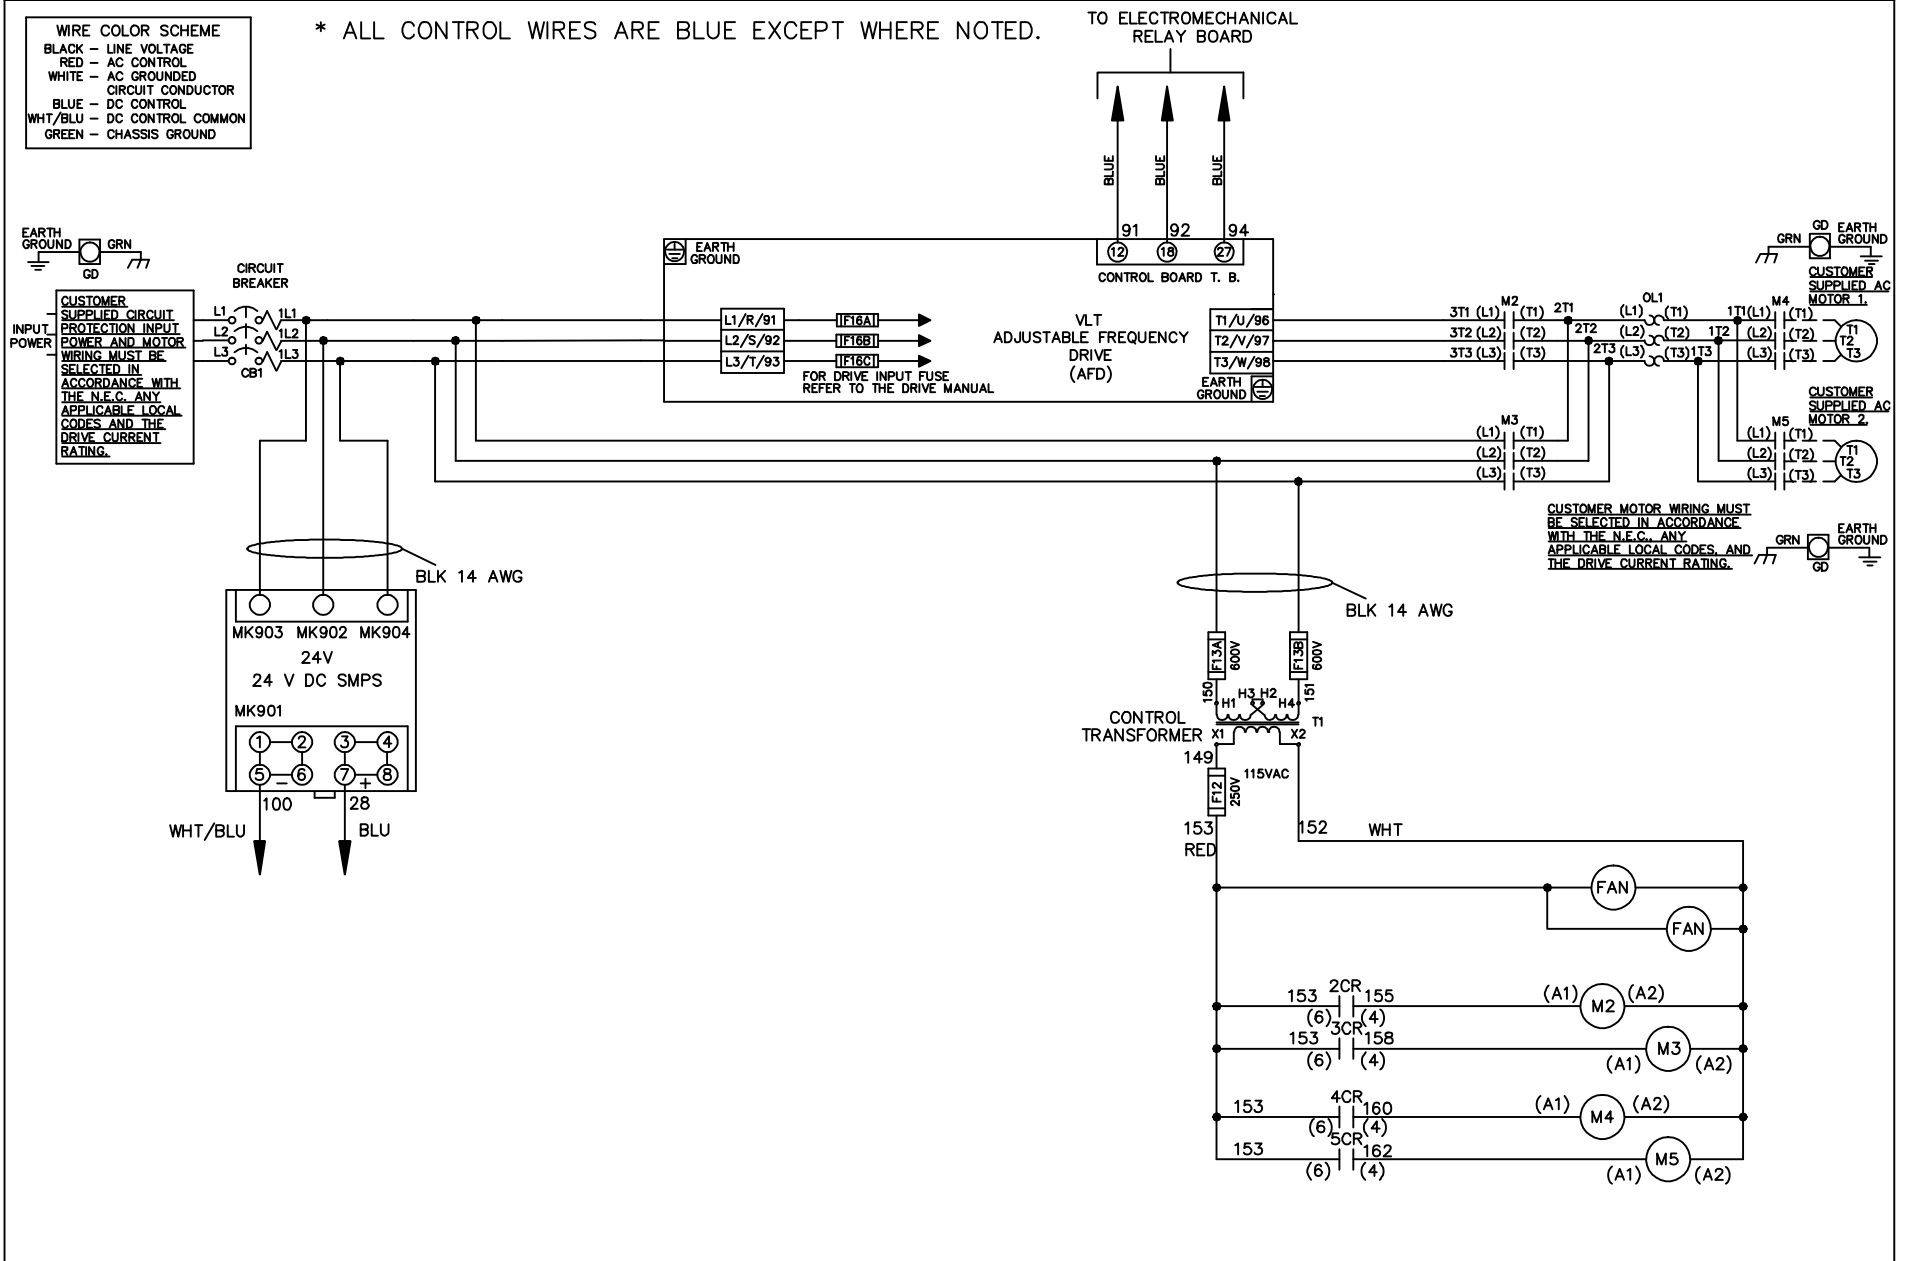 WIRE COLOR SCHEME
BLACK – LINE VOLTAGE
RED – AC CONTROL
WHITE – AC GROUNDED
CIRCUIT CONDUCTOR
BLUE – DC CONTROL
WHT/BLU – DC CONTROL COMMON
GREEN – CHASSIS GROUND
* ALL CONTROL WIRES ARE BLUE EXCEPT WHERE NOTED.
TO ELECTROMECHANICAL
RELAY BOARD
BLUE
BLUE
BLUE
91 92 94
12 18 27
CONTROL BOARD T. B.
EARTH
GROUND
GRN
GD
CUSTOMER
SUPPLIED CIRCUIT
PROTECTION INPUT
POWER AND MOTOR
WIRING MUST BE
SELECTED IN
ACCORDANCE WITH
THE N.E.C. ANY
APPLICABLE LOCAL
CODES AND THE
DRIVE CURRENT
RATING.
INPUT
POWER
CIRCUIT
BREAKER
L1 1L1
L2 1L2
L3 1L3
CB1
EARTH
GROUND
L1/R/91 IF16A
L2/S/92 IF16B
L3/T/93 IF16C
FOR DRIVE INPUT FUSE
REFER TO THE DRIVE MANUAL
VLT
ADJUSTABLE FREQUENCY
DRIVE
(AFD)
T1/U/96
T2/V/97
T3/W/98
EARTH
GROUND
M2
3T1 (L1) (T1) 2T1
3T2 (L2) (T2) 2T2
3T3 (L3) (T3) 2T3
OL1
(L1) (T1) 1T1
(L2) (T2) 1T2
(L3) (T3) 1T3
M4
(L1) (T1)
(L2) (T2)
(L3) (T3)
T1
T2
T3
GD
GRN
EARTH
GROUND
CUSTOMER
SUPPLIED AC
MOTOR 1.
M3
(L1) (T1)
(L2) (T2)
(L3) (T3)
CUSTOMER
SUPPLIED AC
MOTOR 2.
M5
(L1) (T1)
(L2) (T2)
(L3) (T3)
T1
T2
T3
CUSTOMER MOTOR WIRING MUST
BE SELECTED IN ACCORDANCE
WITH THE N.E.C., ANY
APPLICABLE LOCAL CODES, AND
THE DRIVE CURRENT RATING.
GRN
GD
EARTH
GROUND
BLK 14 AWG
MK903 MK902 MK904
24V
24 V DC SMPS
MK901
1 2 3 4
5 – 6 7 + 8
100 28
WHT/BLU BLU
BLK 14 AWG
F13A
600V
F13B
600V
150
151
H1 H3 H2 H4
T1
CONTROL
TRANSFORMER
X1 X2
149
115VAC
F12
250V
153
RED
152 WHT
FAN
FAN
153 2CR 155 (A1) M2 (A2)
(6) (4)
153 3CR 158 M3
(6) (4) (A1) (A2)
153 4CR 160 (A1) M4 (A2)
(6) (4)
153 5CR 162 M5
(6) (4) (A1) (A2)